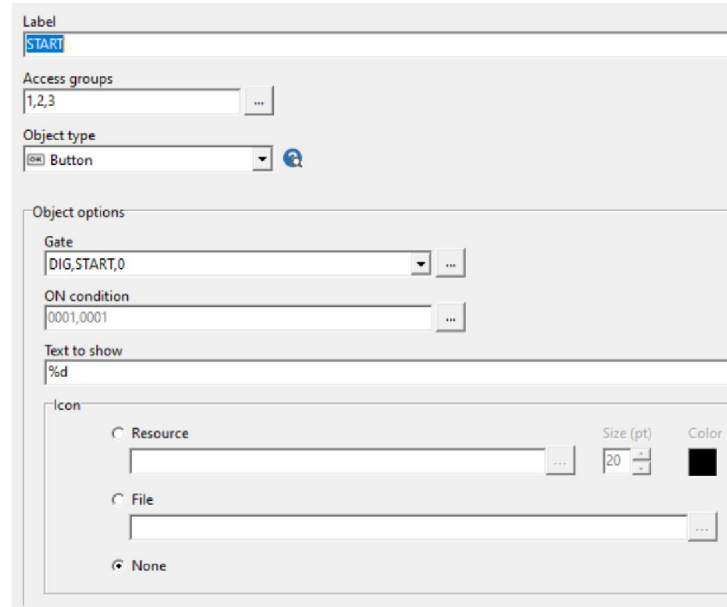 Label
START
Access groups
1,2,3
...
Object type
OK Button
Object options
Gate
DIG,START,0
...
ON condition
0001,0001
...
Text to show
%d
Icon
Resource
Size (pt)
Color
...
20
File
...
None